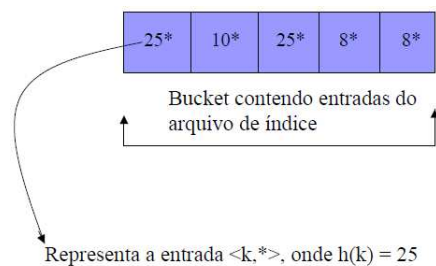 25* 10* 25* 8* 8*
Bucket contendo entradas do
arquivo de índice
Representa a entrada <k,*>, onde h(k) = 25